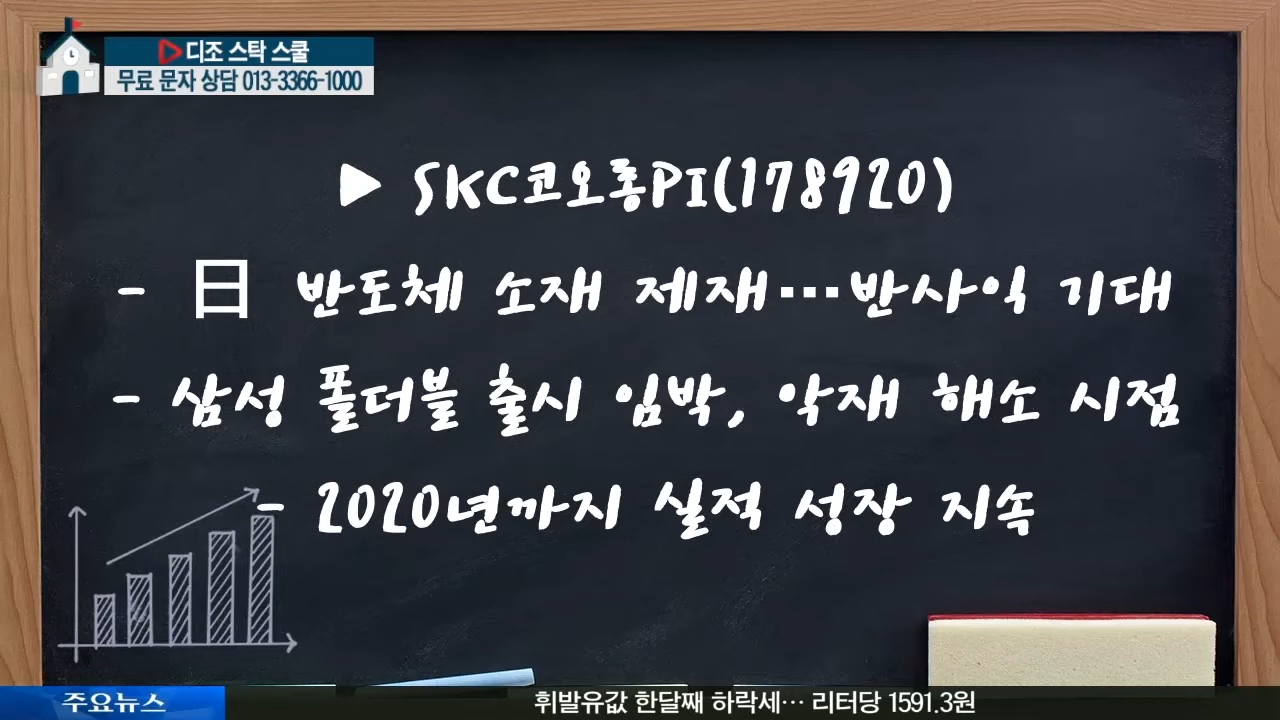 디조 스탁 스쿨
무료 문자 상담 013-3366-1000
▶ SKC코오롱PI(178920)
- 日 반도체 소재 제재…반사익 기대
- 삼성 폴더블 출시 임박, 악재 해소 시점
- 2020년까지 실적 성장 지속
주요뉴스
휘발유값 한달째 하락세… 리터당 1591.3원